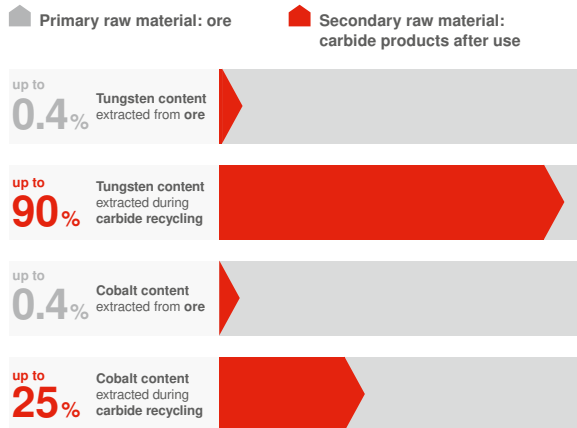 Primary raw material: ore
Secondary raw material:
carbide products after use
up to
0.4%
Tungsten content
extracted from ore
up to
90%
Tungsten content
extracted during
carbide recycling
up to
0.4%
Cobalt content
extracted from ore
up to
25%
Cobalt content
extracted during
carbide recycling